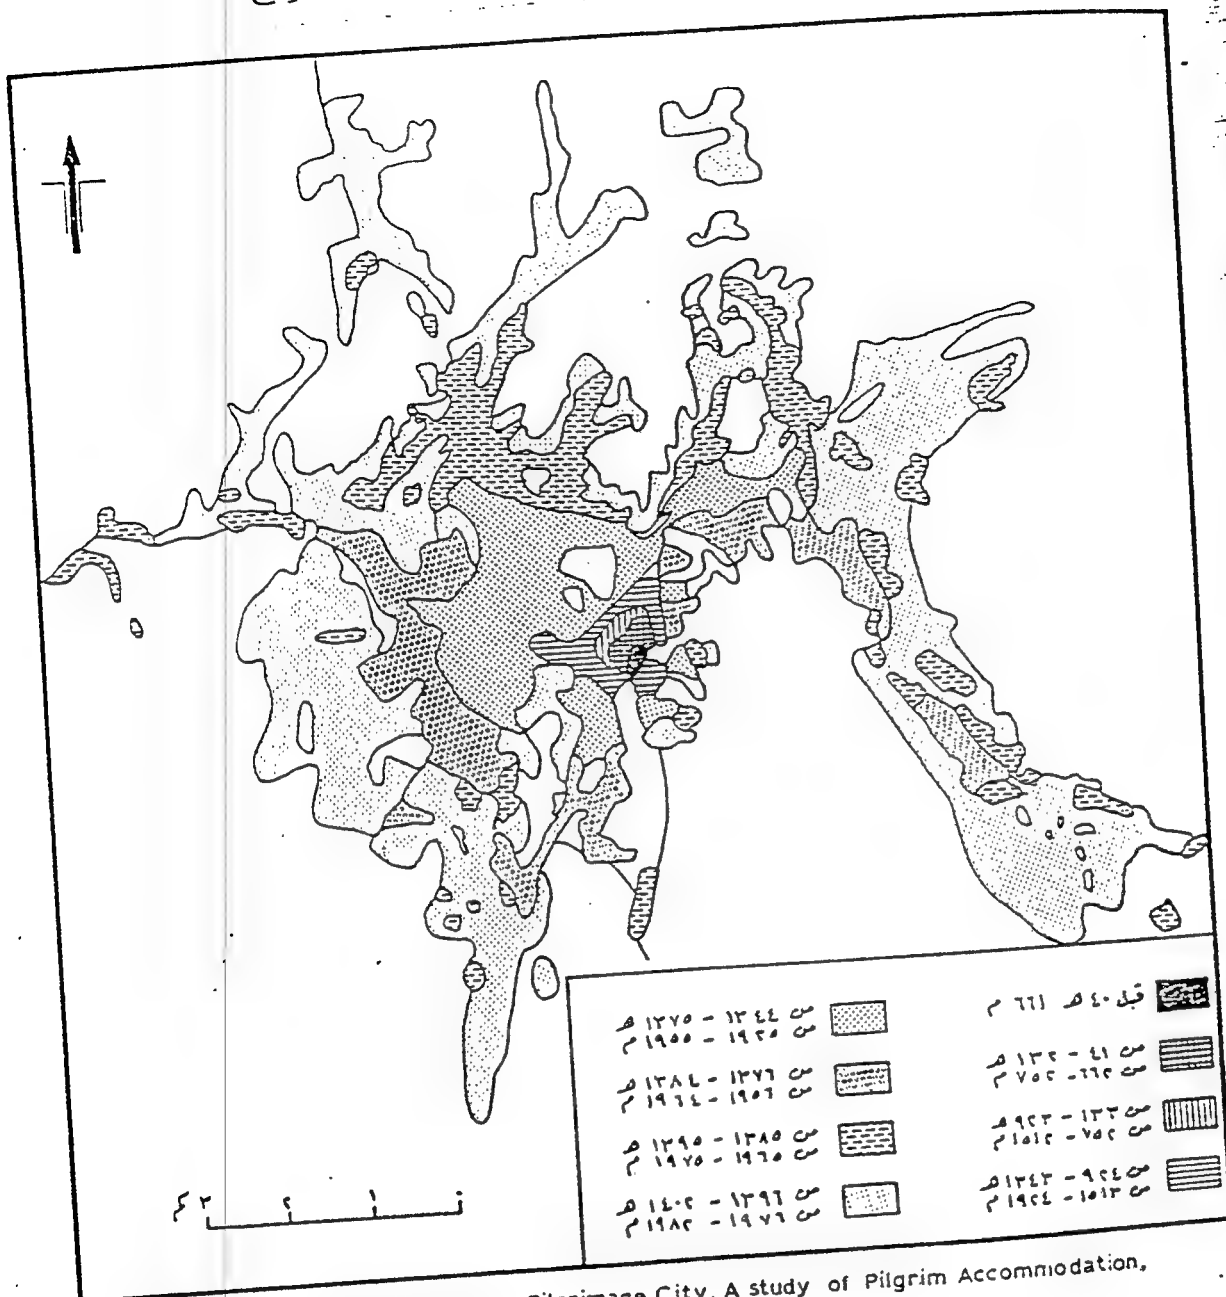 قبل ٤٠ هـ ٦٦١ م
من ٤١ - ١٣٢ هـ
من ٦٦٢ - ٧٥٢ م
من ١٣٣ - ٩٢٣ هـ
من ٧٥٢ - ١٥١٢ م
من ٩٢٤ - ١٣٤٣ هـ
من ١٥١٣ - ١٩٢٤ م
من ١٣٤٤ - ١٣٧٥ هـ
من ١٩٢٥ - ١٩٥٥ م
من ١٣٧٦ - ١٣٨٤ هـ
من ١٩٥٦ - ١٩٦٤ م
من ١٣٨٥ - ١٣٩٥ هـ
من ١٩٦٥ - ١٩٧٥ م
من ١٣٩٦ - ١٤٠٢ هـ
من ١٩٧٦ - ١٩٨٢ م
٠ ١ ٢ ٣ كم
Pilgrimage City, A study of Pilgrim Accommodation,